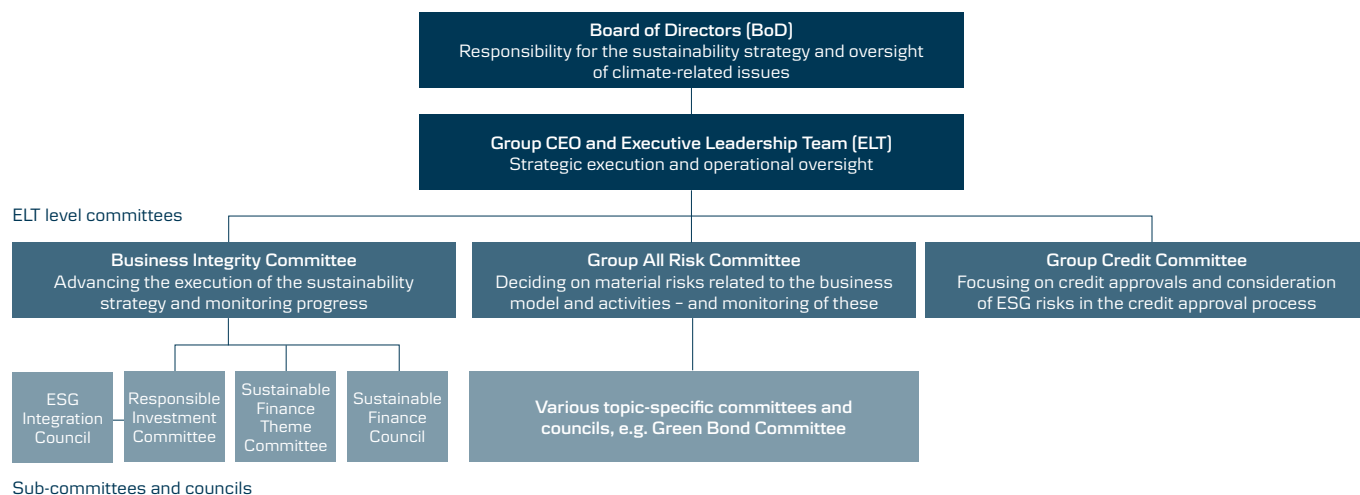 Board of Directors (BoD)
Responsibility for the sustainability strategy and oversight
of climate-related issues
Group CEO and Executive Leadership Team (ELT)
Strategic execution and operational oversight
ELT level committees
Business Integrity Committee
Advancing the execution of the sustainability
strategy and monitoring progress
Group All Risk Committee
Deciding on material risks related to the business
model and activities – and monitoring of these
Group Credit Committee
Focusing on credit approvals and consideration
of ESG risks in the credit approval process
ESG
Integration
Council
Responsible
Investment
Committee
Sustainable
Finance
Theme
Committee
Sustainable
Finance
Council
Various topic-specific committees and
councils, e.g. Green Bond Committee
Sub-committees and councils